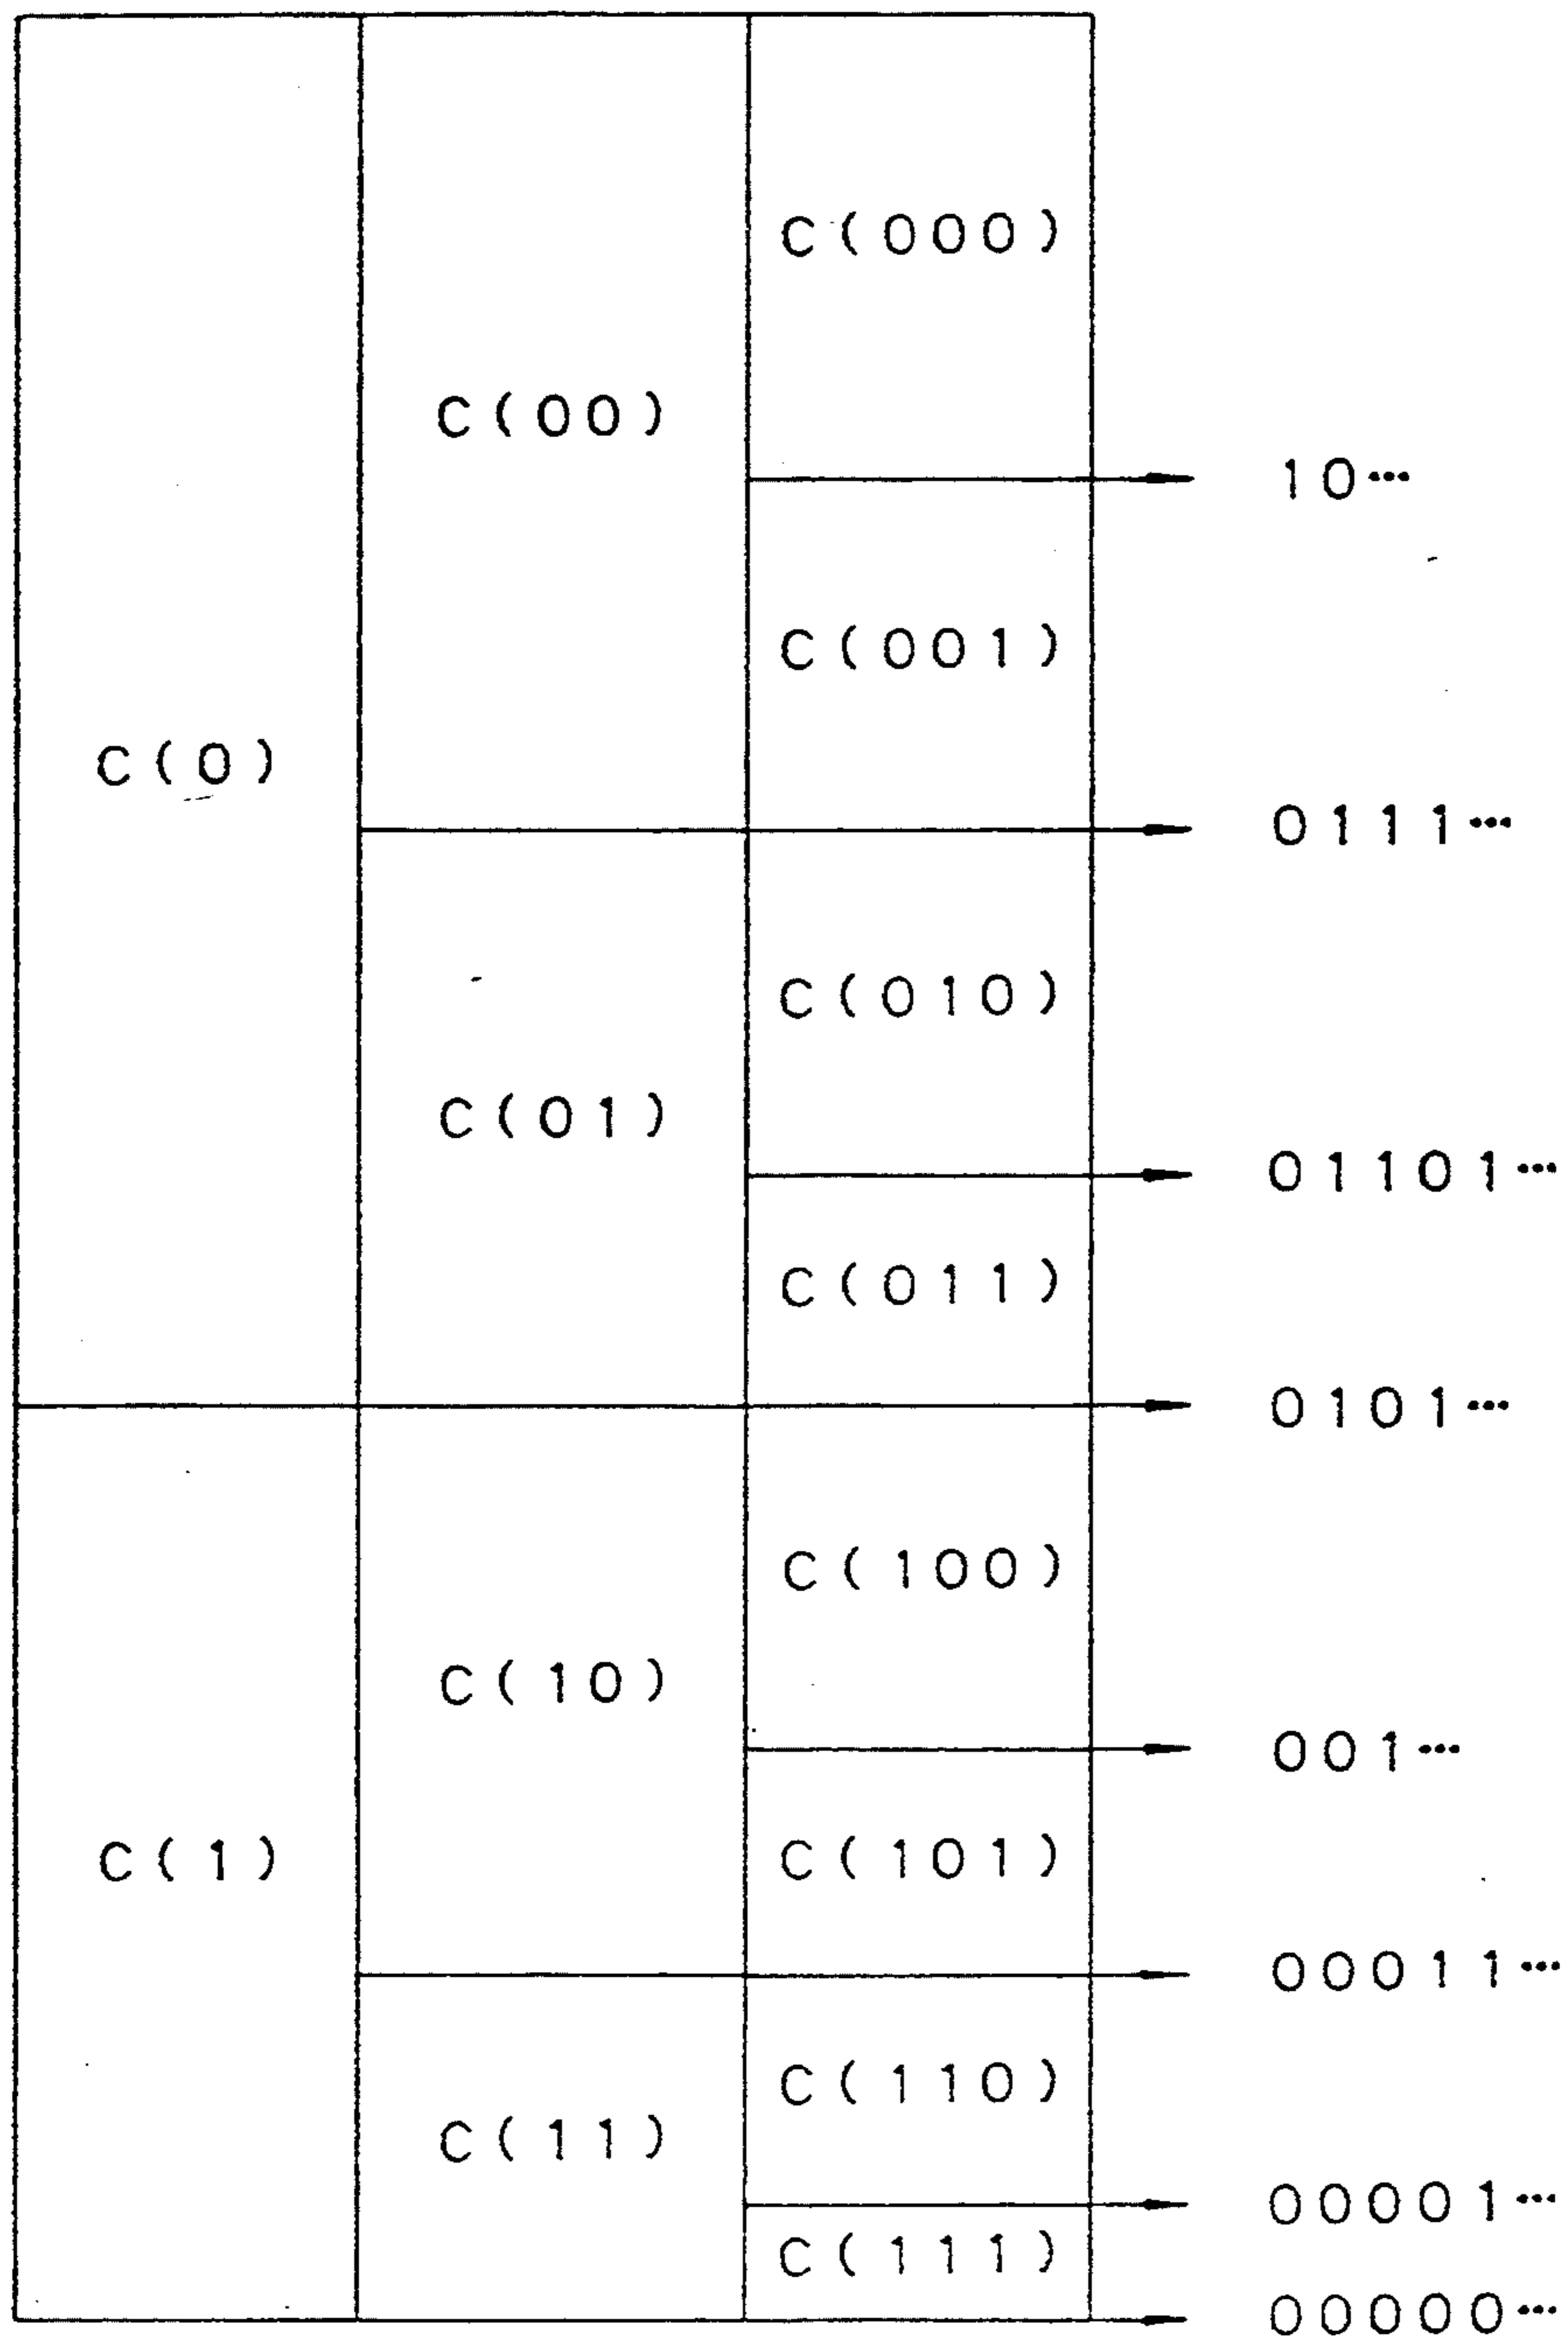 C(000)
C(00)
10···
C(001)
C(0)
0111···
C(010)
C(01)
01101···
C(011)
0101···
C(100)
C(10)
001···
C(1)
C(101)
00011···
C(110)
C(11)
00001···
C(111)
00000···